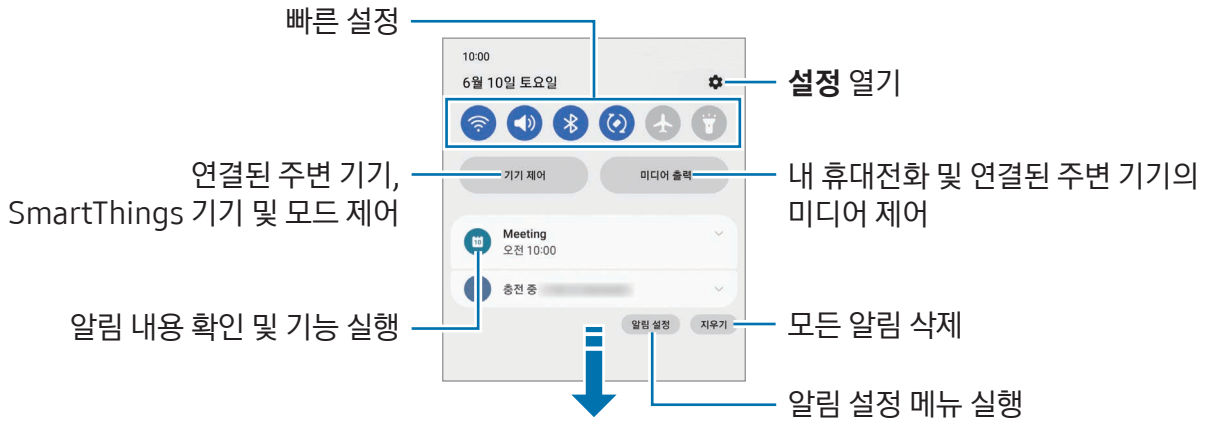 빠른 설정
10:00
6월 10일 토요일
설정 열기
연결된 주변 기기,
SmartThings 기기 및 모드 제어
기기 제어
미디어 출력
내 휴대전화 및 연결된 주변 기기의
미디어 제어
10
Meeting
오전 10:00
충전 중
알림 내용 확인 및 기능 실행
알림 설정
지우기
모든 알림 삭제
알림 설정 메뉴 실행